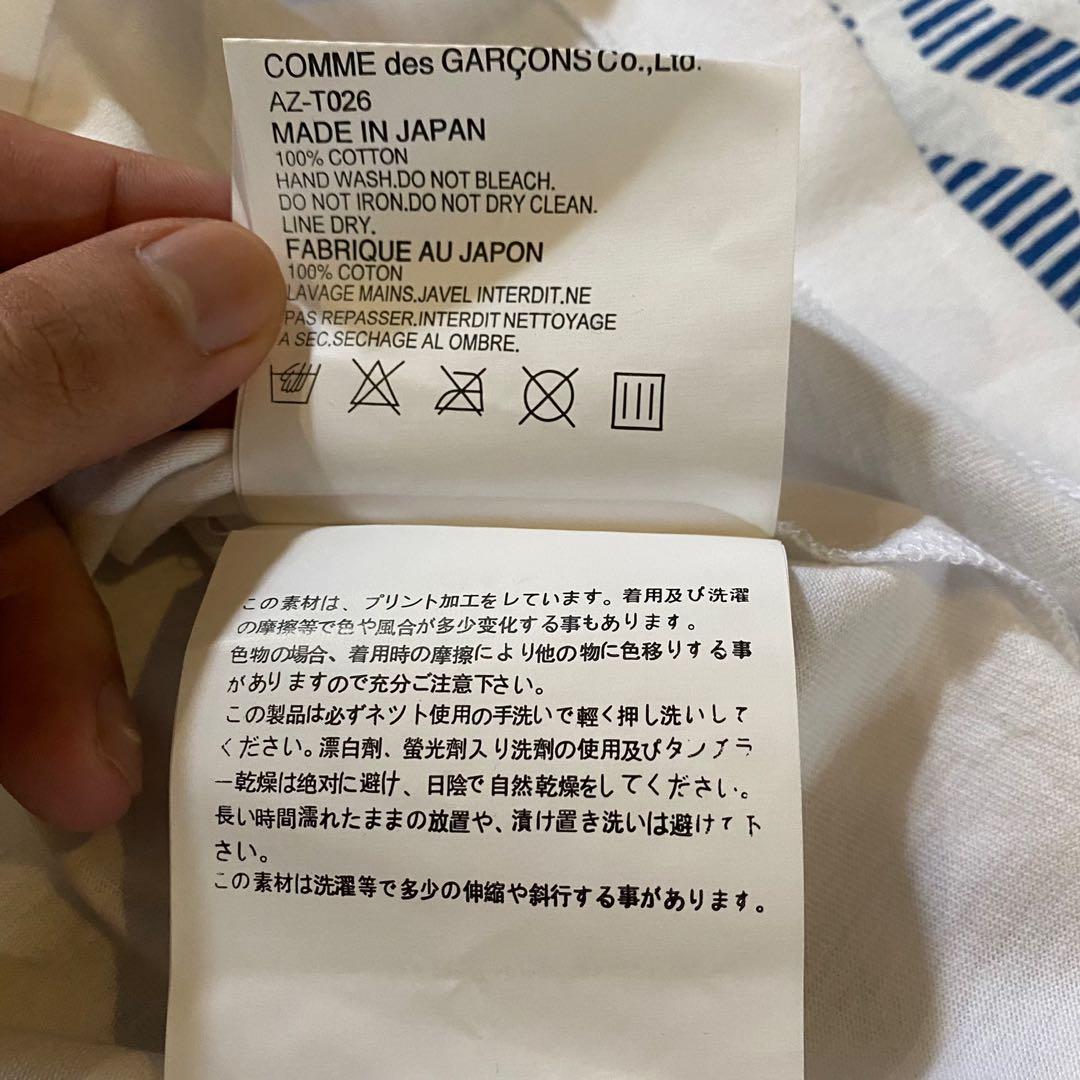 COMME des GARÇONS Co.,Ltd.
AZ-T026
MADE IN JAPAN
100% COTTON
HAND WASH.DO NOT BLEACH.
DO NOT IRON.DO NOT DRY CLEAN.
LINE DRY.
FABRIQUE AU JAPON
100% COTON
LAVAGE MAINS.JAVEL INTERDIT.NE
PAS REPASSER.INTERDIT NETTOYAGE
A SEC.SECHAGE AL OMBRE.
この素材は、プリント加工をしています。着用及び洗濯
の摩擦等で色や風合が多少变化する事もあります。
色物の場合、着用時の摩擦により他の物に色移りする事
がありますので充分ご注意下さい。
この製品は必ずネツト使用の手洗いで軽く押し洗いして
ください。漂白劑、螢光劑入り洗劑の使用及びタンブラ
ー乾燥は绝対に避け、日陰で自然乾燥をしてください。
長い時間濡れたままの放置や、漬け置き洗いは避けて下
さい。
この素材は洗濯等で多少の伸縮や斜行する事があります。